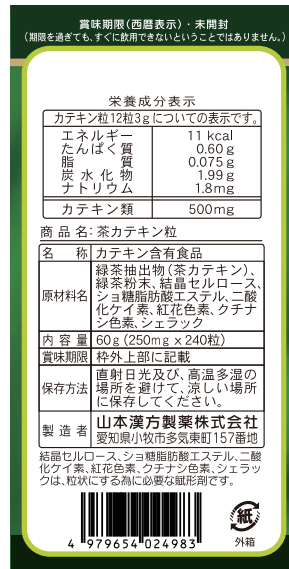 賞味期限(西暦表示)・未開封
(期限を過ぎても、すぐに飲用できないということではありません。)
栄養成分表示
カテキン粒12粒3gについての表示です。
エネルギー 11 kcal
たんぱく質 0.60g
脂質 0.075g
炭水化物 1.99g
ナトリウム 1.8mg
カテキン類 500mg
商品名:茶カテキン粒
名称 カテキン含有食品
原材料名 緑茶抽出物(茶カテキン)、
緑茶粉末、結晶セルロース、
ショ糖脂肪酸エステル、二酸
化ケイ素、紅花色素、クチナ
シ色素、シェラック
内容量 60g(250mg×240粒)
賞味期限 枠外上部に記載
保存方法 直射日光及び、高温多湿の
場所を避けて、涼しい場所
に保存してください。
製造者 山本漢方製薬株式会社
愛知県小牧市多気東町157番地
結晶セルロース、ショ糖脂肪酸エステル、二酸
化ケイ素、紅花色素、クチナシ色素、シェラッ
クは、粒状にする為に必要な賦形剤です。
紙
外箱
4 979654 024983